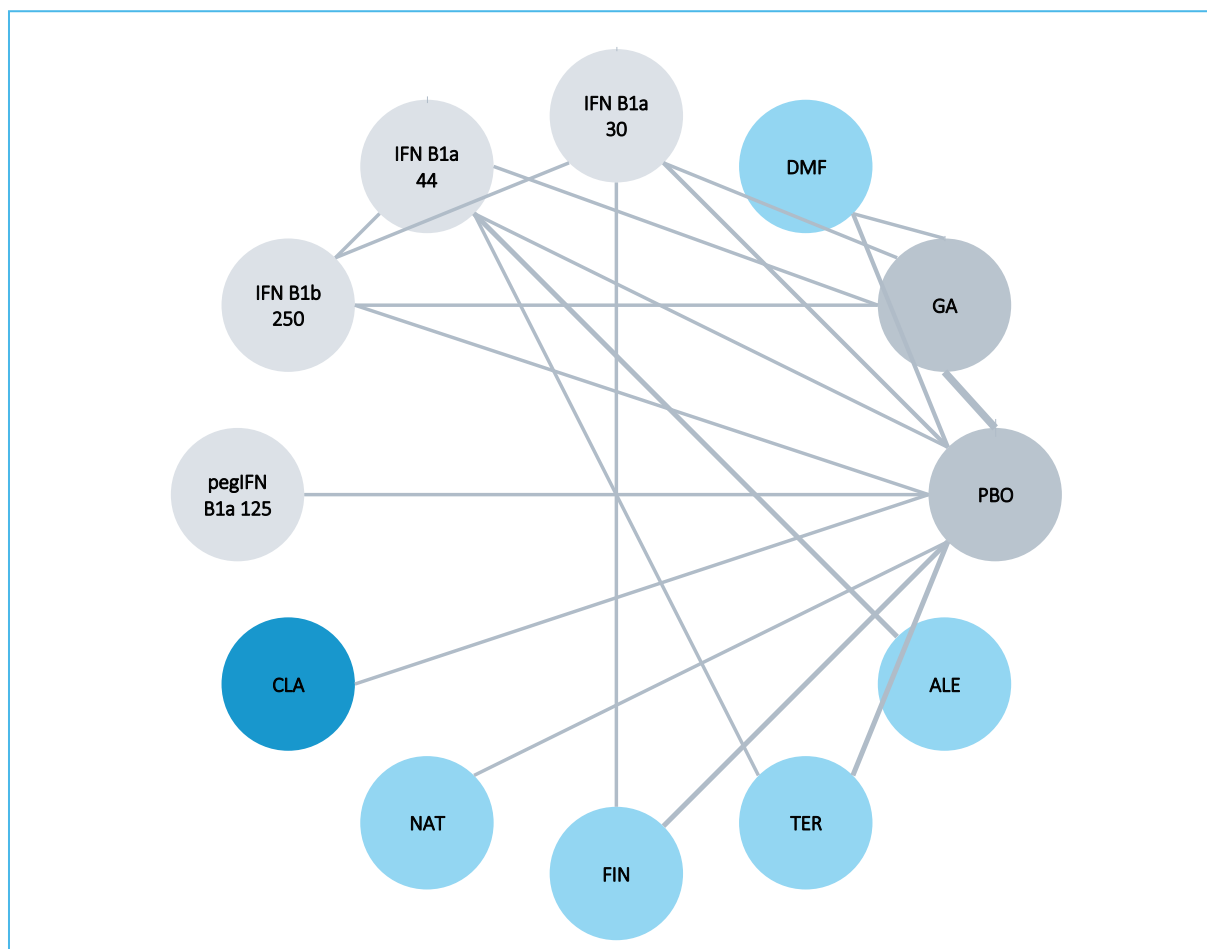 IFN B1a
30
IFN B1a
44
DMF
IFN B1b
250
GA
pegIFN
B1a 125
PBO
CLA
ALE
NAT
TER
FIN